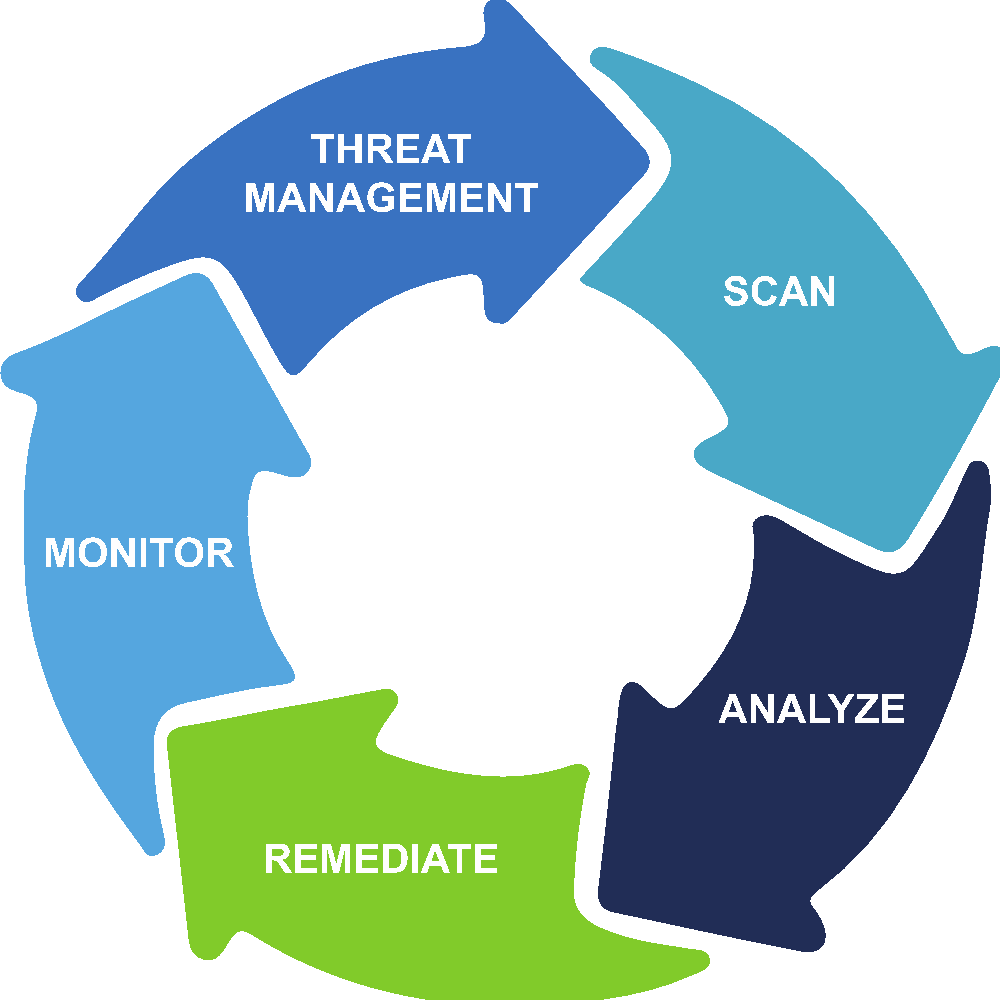 THREAT
MANAGEMENT
SCAN
ANALYZE
REMEDIATE
MONITOR